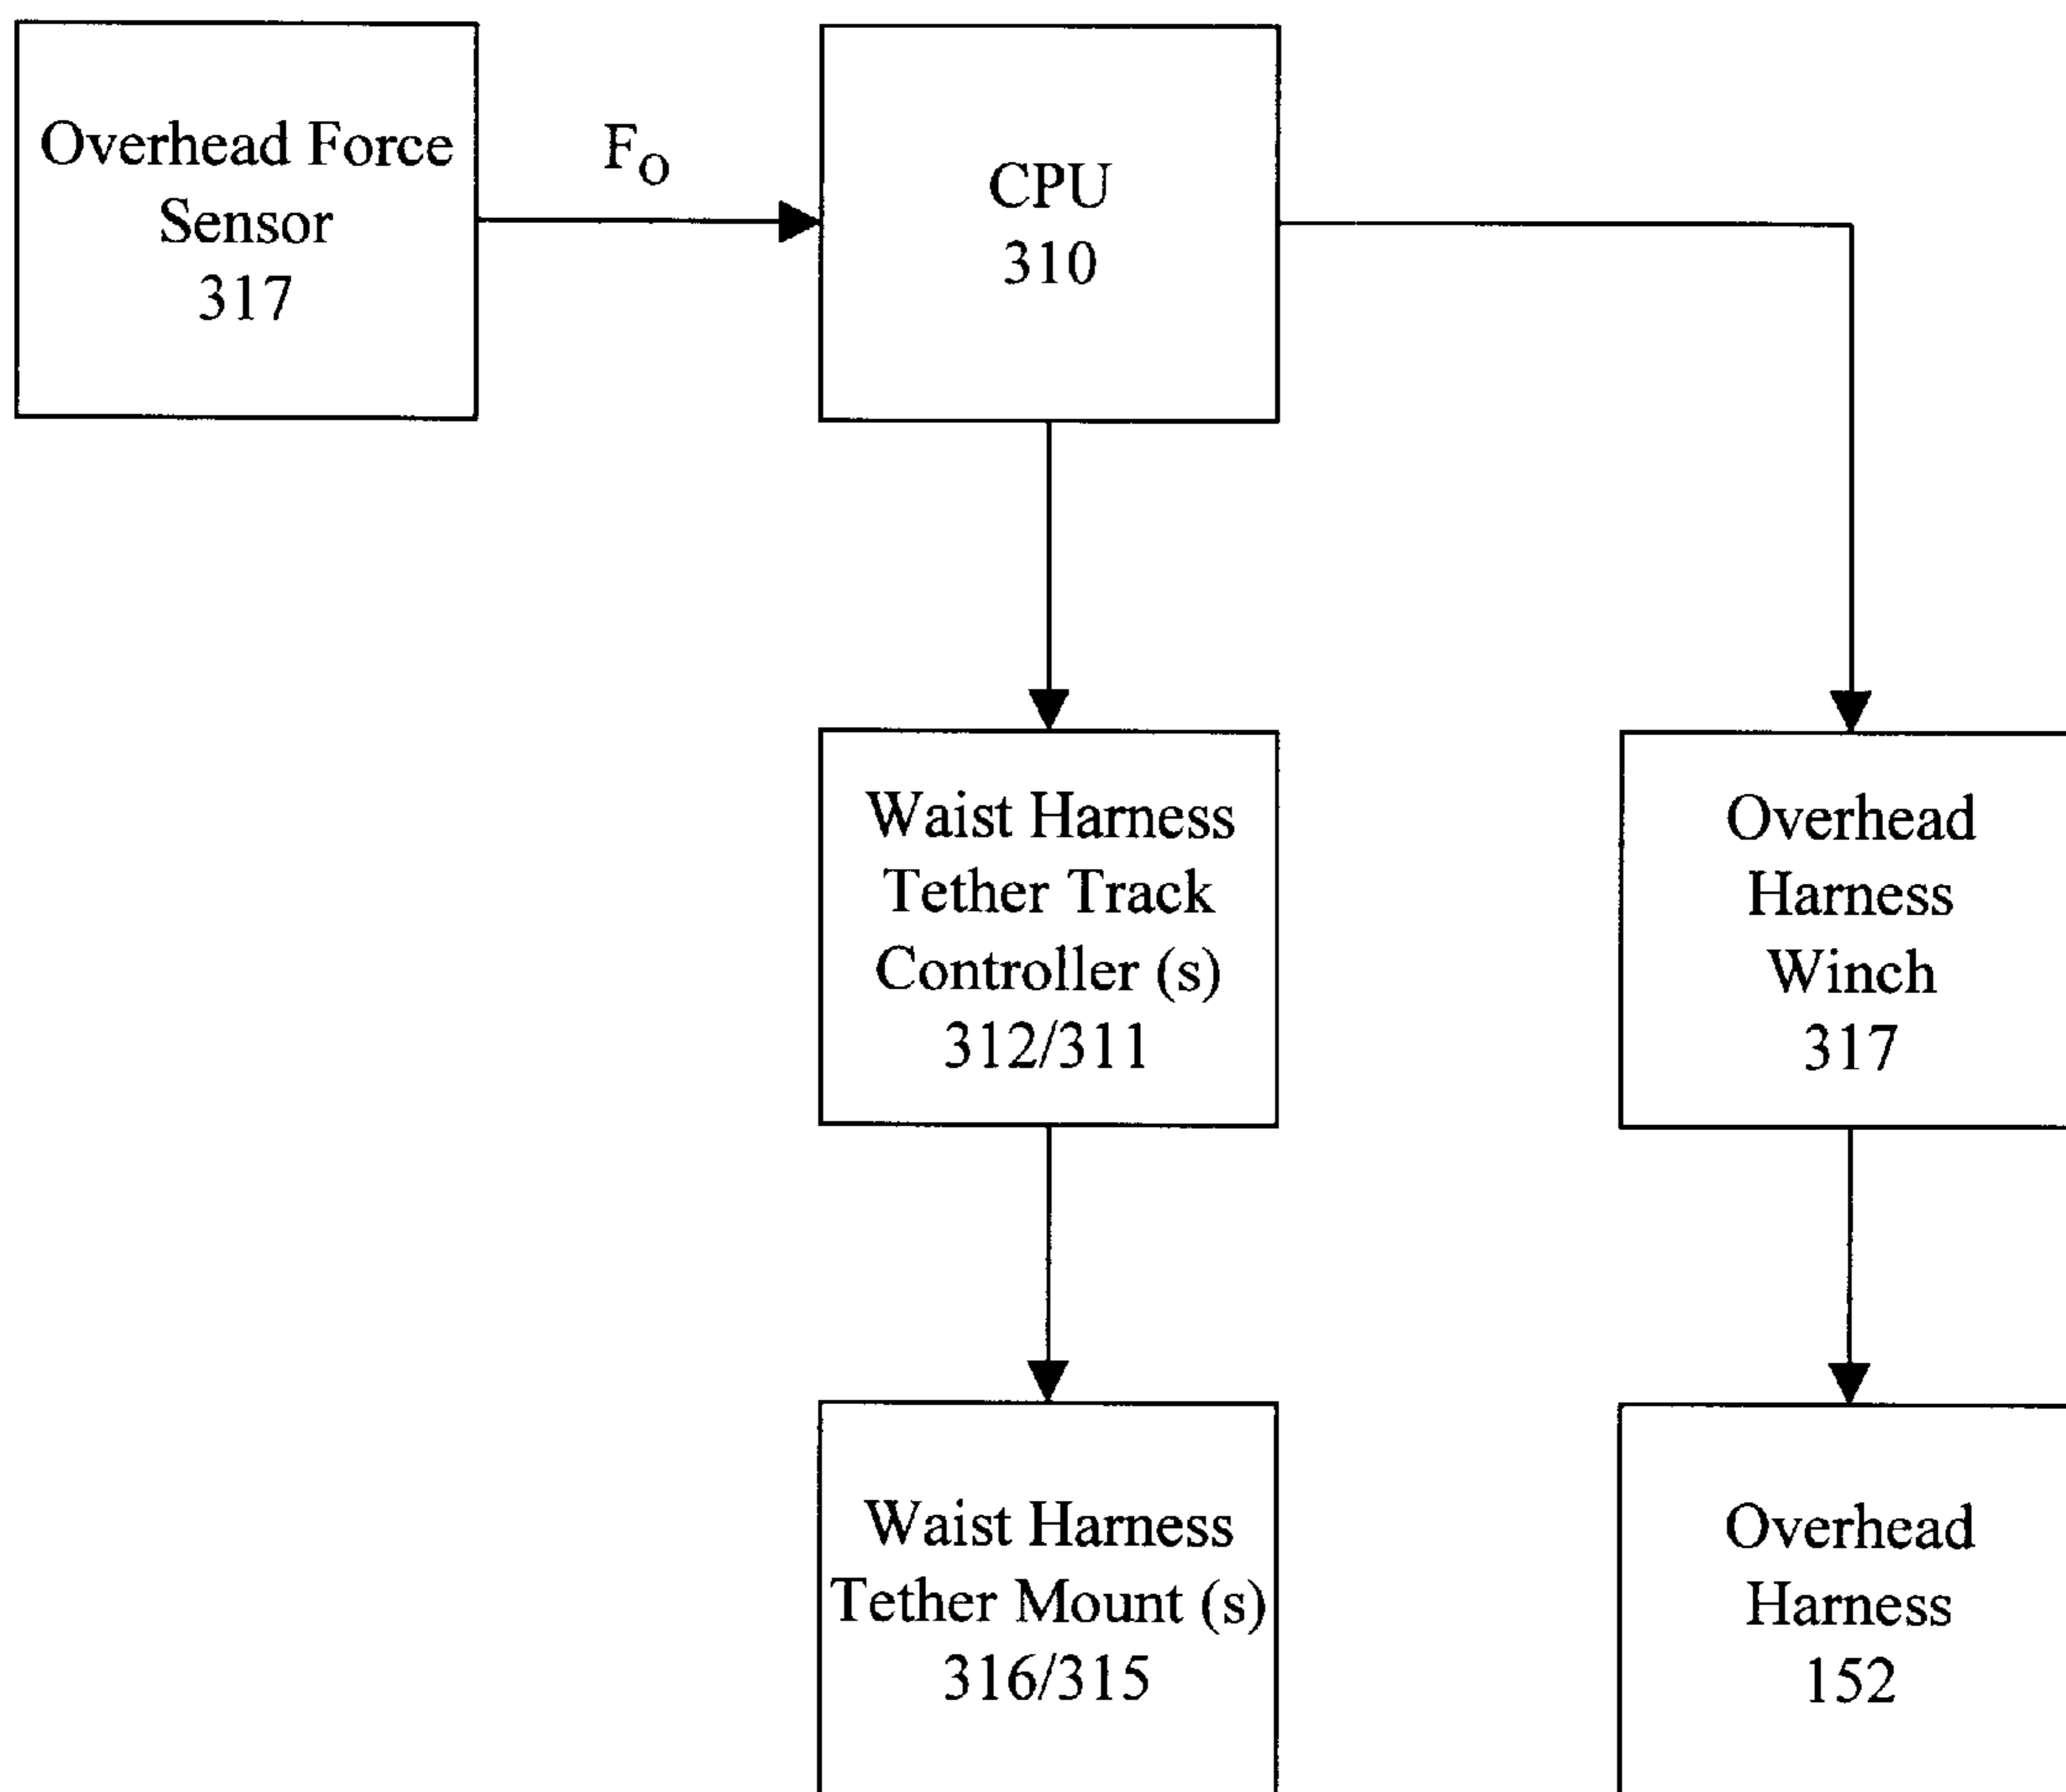 Overhead Force
Sensor
317
F_O
CPU
310
Waist Harness
Tether Track
Controller (s)
312/311
Overhead
Harness
Winch
317
Waist Harness
Tether Mount (s)
316/315
Overhead
Harness
152